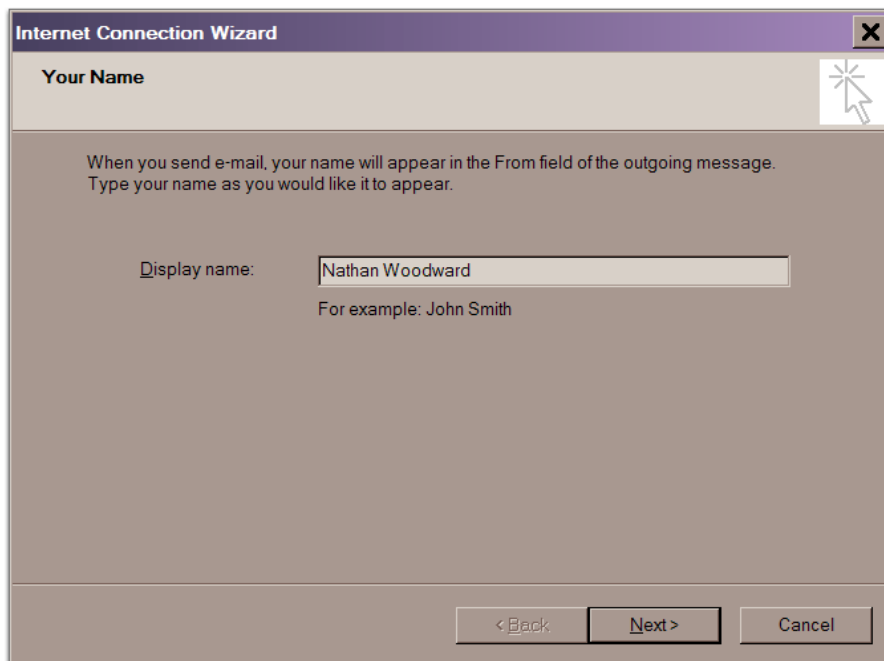 Internet Connection Wizard
Your Name
When you send e-mail, your name will appear in the From field of the outgoing message.
Type your name as you would like it to appear.
Display name: Nathan Woodward
For example: John Smith
< Back Next > Cancel